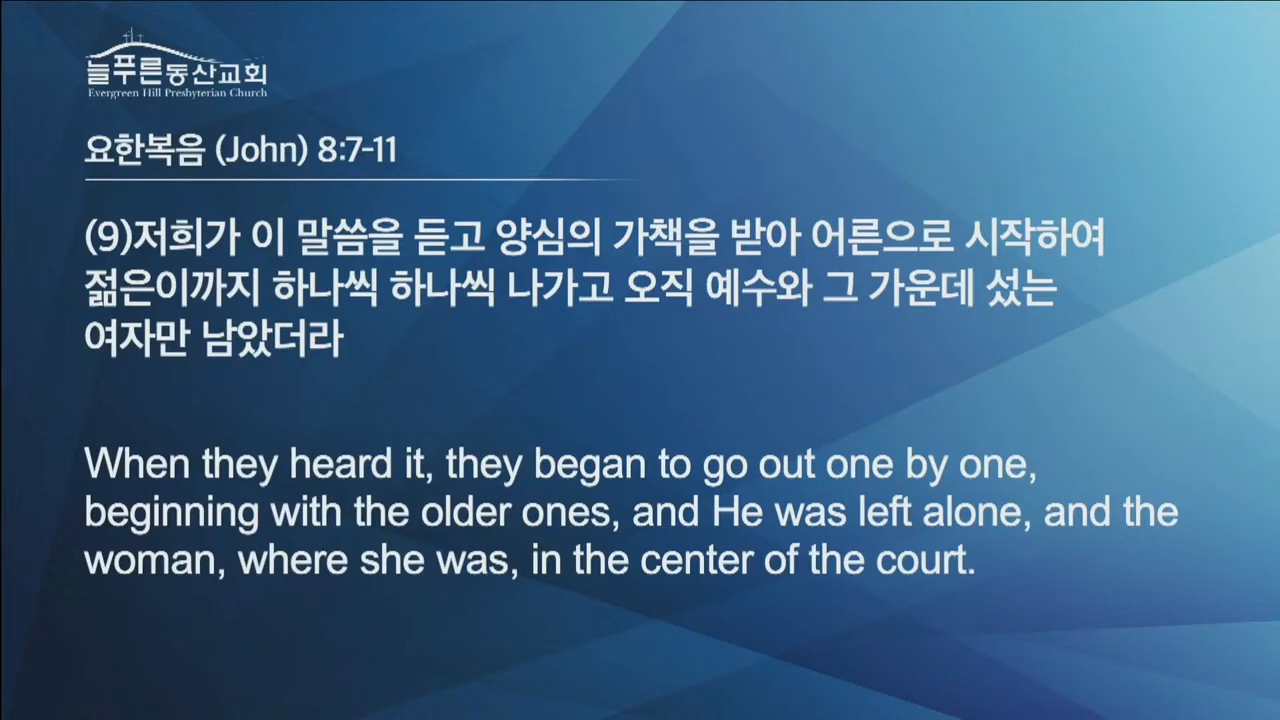 늘푸른동산교회
Evergreen Hill Presbyterian Church
요한복음 (John) 8:7-11
(9)저희가 이 말씀을 듣고 양심의 가책을 받아 어른으로 시작하여
젊은이까지 하나씩 하나씩 나가고 오직 예수와 그 가운데 섰는
여자만 남았더라
When they heard it, they began to go out one by one,
beginning with the older ones, and He was left alone, and the
woman, where she was, in the center of the court.